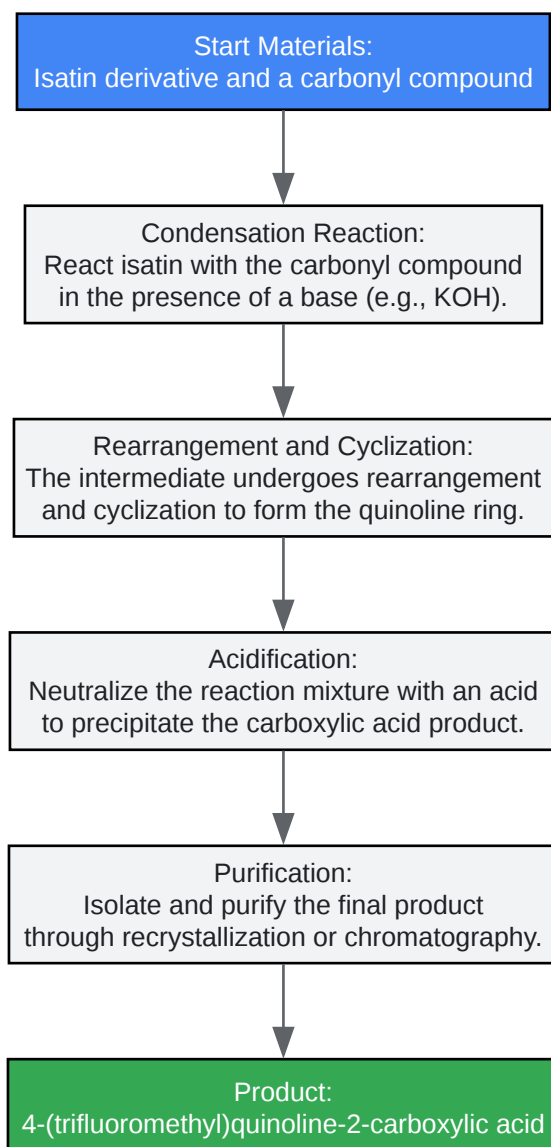 Start Materials:
Isatin derivative and a carbonyl compound
Condensation Reaction:
React isatin with the carbonyl compound
in the presence of a base (e.g., KOH).
Rearrangement and Cyclization:
The intermediate undergoes rearrangement
and cyclization to form the quinoline ring.
Acidification:
Neutralize the reaction mixture with an acid
to precipitate the carboxylic acid product.
Purification:
Isolate and purify the final product
through recrystallization or chromatography.
Product:
4-(trifluoromethyl)quinoline-2-carboxylic acid